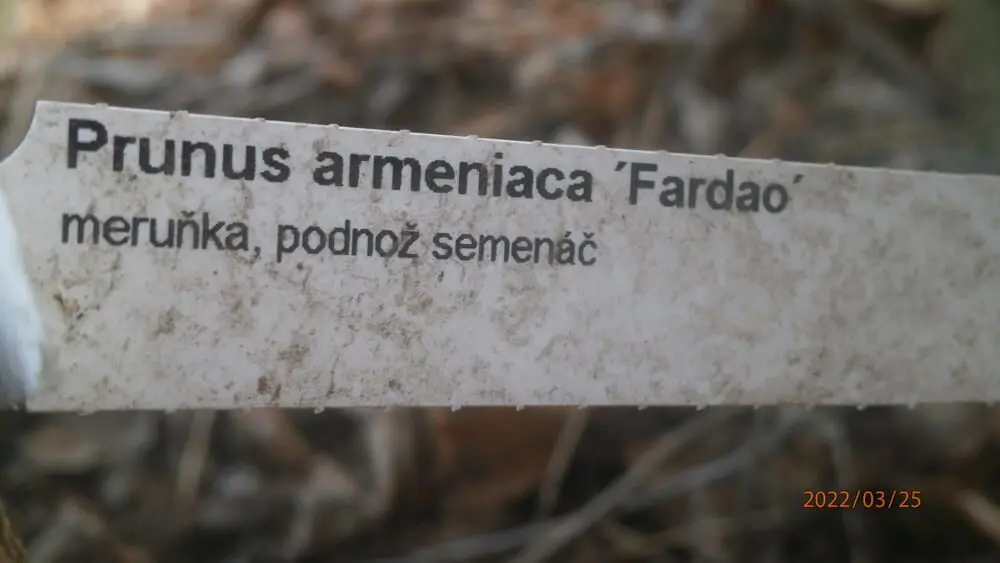 Prunus armeniaca ´Fardao´
meruňka, podnož semenáč
2022/03/25